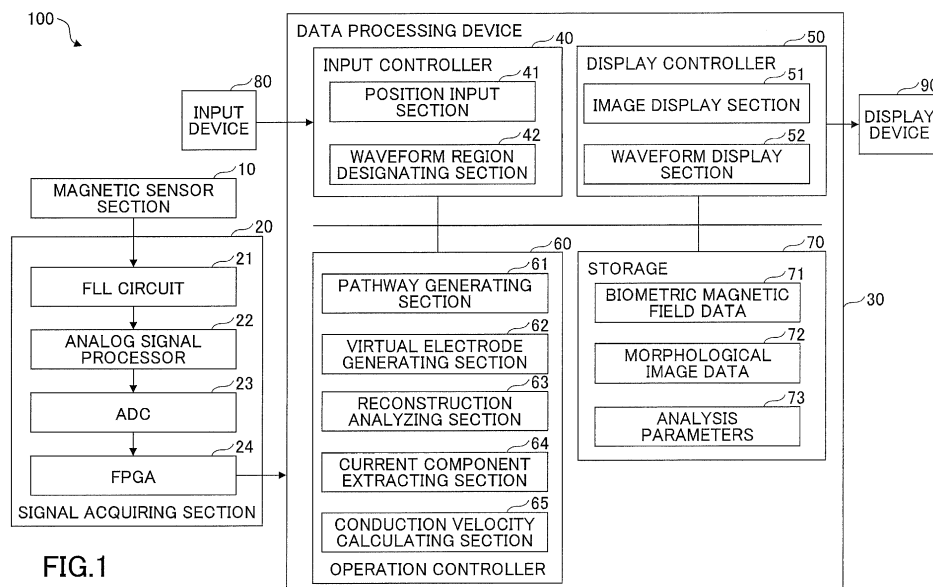 100
DATA PROCESSING DEVICE
40
INPUT CONTROLLER
41
POSITION INPUT
SECTION
42
WAVEFORM REGION
DESIGNATING SECTION
50
DISPLAY CONTROLLER
51
IMAGE DISPLAY SECTION
52
WAVEFORM DISPLAY
SECTION
80
INPUT
DEVICE
90
DISPLAY
DEVICE
10
MAGNETIC SENSOR
SECTION
20
21
FLL CIRCUIT
22
ANALOG SIGNAL
PROCESSOR
23
ADC
24
FPGA
SIGNAL ACQUIRING SECTION
60
61
PATHWAY GENERATING
SECTION
62
VIRTUAL ELECTRODE
GENERATING SECTION
63
RECONSTRUCTION
ANALYZING SECTION
64
CURRENT COMPONENT
EXTRACTING SECTION
65
CONDUCTION VELOCITY
CALCULATING SECTION
OPERATION CONTROLLER
70
STORAGE
71
BIOMETRIC MAGNETIC
FIELD DATA
72
MORPHOLOGICAL
IMAGE DATA
73
ANALYSIS
PARAMETERS
30
FIG.1